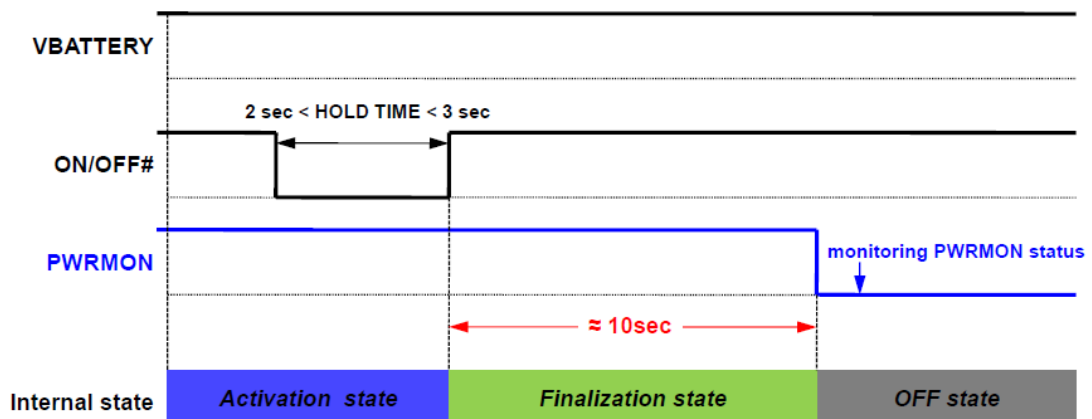 VBATTERY
2 sec < HOLD TIME < 3 sec
ON/OFF#
PWRMON
monitoring PWRMON status
≈ 10sec
Internal state
Activation state
Finalization state
OFF state